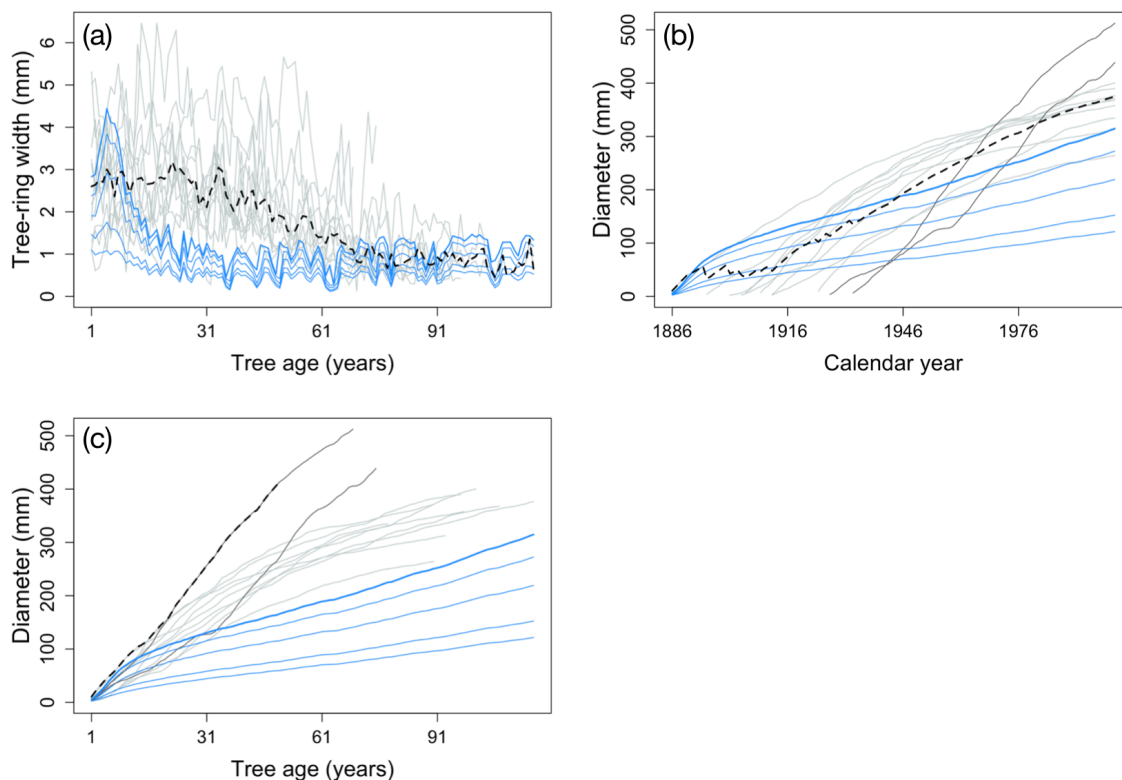 (a)
Tree-ring width (mm)
0 1 2 3 4 5 6
1 31 61 91
Tree age (years)
(b)
Diameter (mm)
0 100 200 300 400 500
1886 1916 1946 1976
Calendar year
(c)
Diameter (mm)
0 100 200 300 400 500
1 31 61 91
Tree age (years)